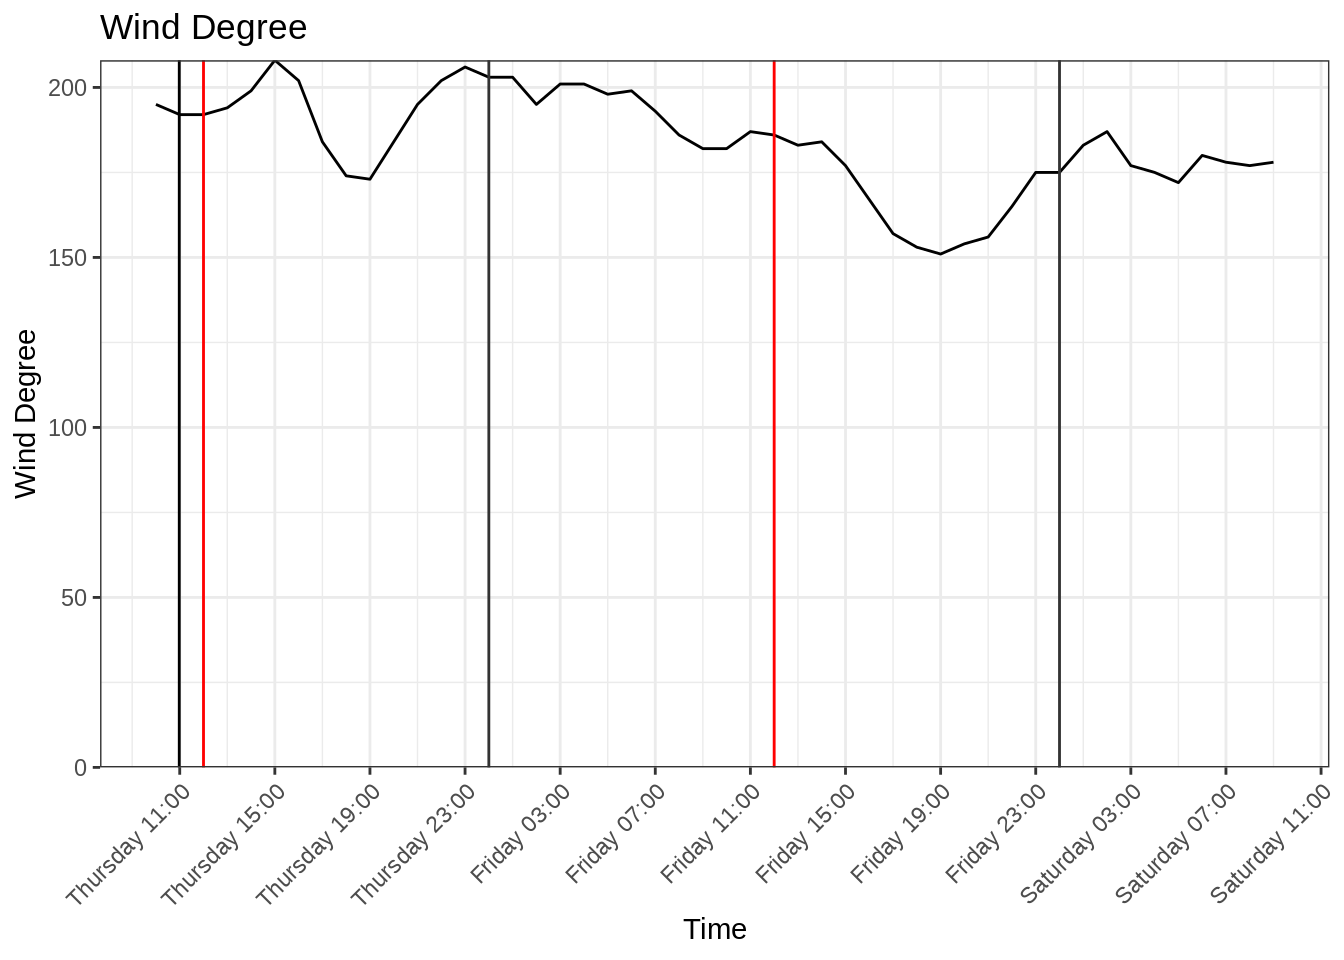 Wind Degree
Wind Degree
200
150
100
50
0
Thursday 11:00
Thursday 15:00
Thursday 19:00
Thursday 23:00
Friday 03:00
Friday 07:00
Friday 11:00
Friday 15:00
Friday 19:00
Friday 23:00
Saturday 03:00
Saturday 07:00
Saturday 11:00
Time